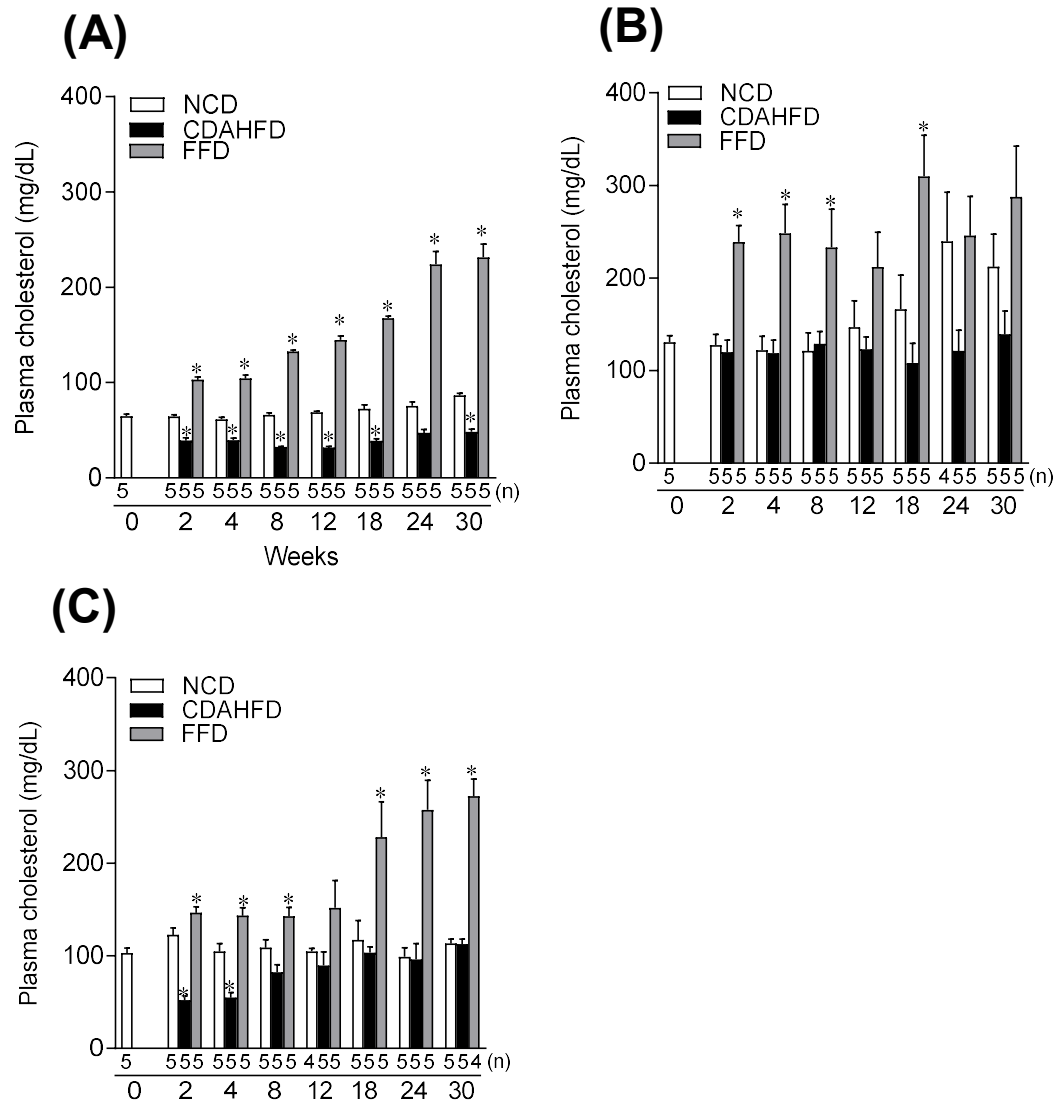 (A)
Plasma cholesterol (mg/dL)
400
300
200
100
0
NCD
CDAHFD
FFD
* * * * * * *
* * * * * *
5 555 555 555 555 555 555 555 (n)
0 2 4 8 12 18 24 30
Weeks
(B)
Plasma cholesterol (mg/dL)
400
300
200
100
0
NCD
CDAHFD
FFD
* * * *
5 555 555 555 555 555 455 555 (n)
0 2 4 8 12 18 24 30
(C)
Plasma cholesterol (mg/dL)
400
300
200
100
0
NCD
CDAHFD
FFD
* * * * * *
* *
5 555 555 555 455 555 555 554 (n)
0 2 4 8 12 18 24 30